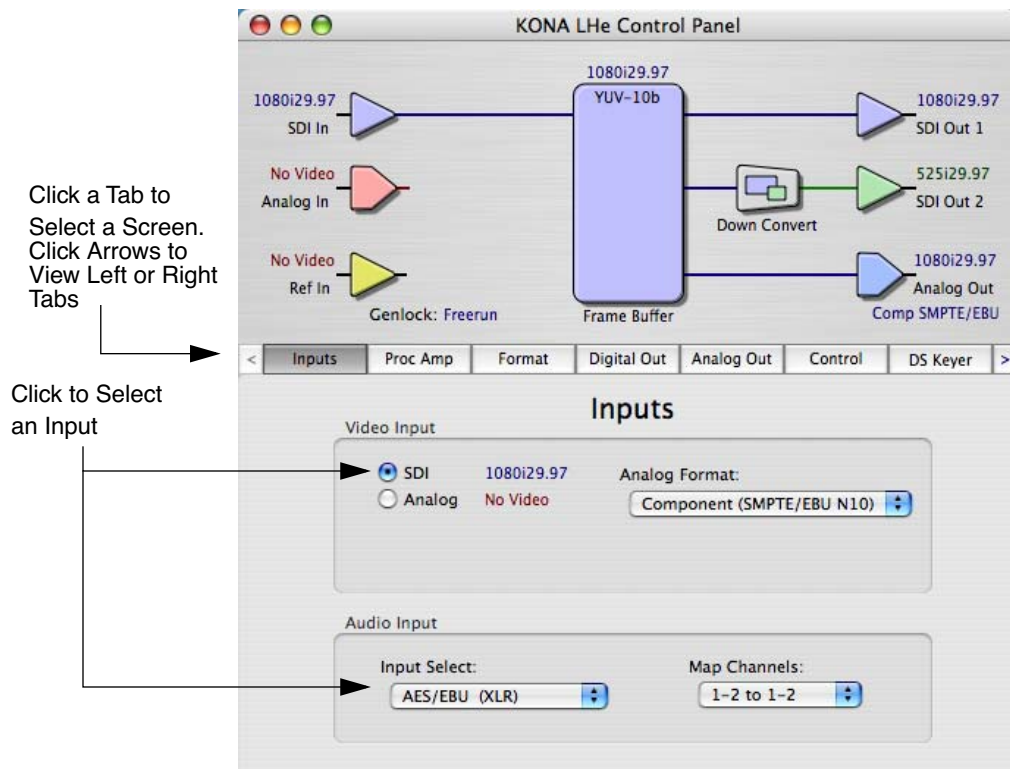 KONA LHe Control Panel
1080i29.97
YUV-10b
1080i29.97
SDI In
1080i29.97
SDI Out 1
No Video
Analog In
Down Convert
525i29.97
SDI Out 2
No Video
Ref In
Genlock: Freerun
Frame Buffer
1080i29.97
Analog Out
Comp SMPTE/EBU
Click a Tab to
Select a Screen.
Click Arrows to
View Left or Right
Tabs
< Inputs Proc Amp Format Digital Out Analog Out Control DS Keyer >
Click to Select
an Input
Inputs
Video Input
SDI 1080i29.97
Analog No Video
Analog Format:
Component (SMPTE/EBU N10)
Audio Input
Input Select:
AES/EBU (XLR)
Map Channels:
1-2 to 1-2